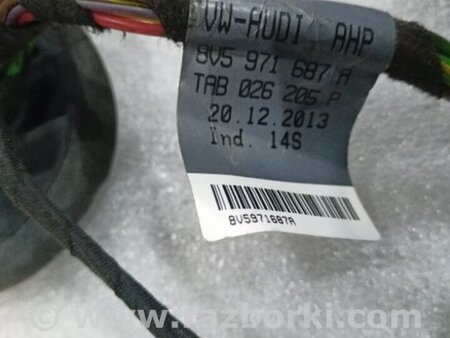 VW-AUDI AHP
8V5 971 687 A
TAB 026 205 P
20.12.2013
Ind. 14S
8V5971687A
© www.razborki.com